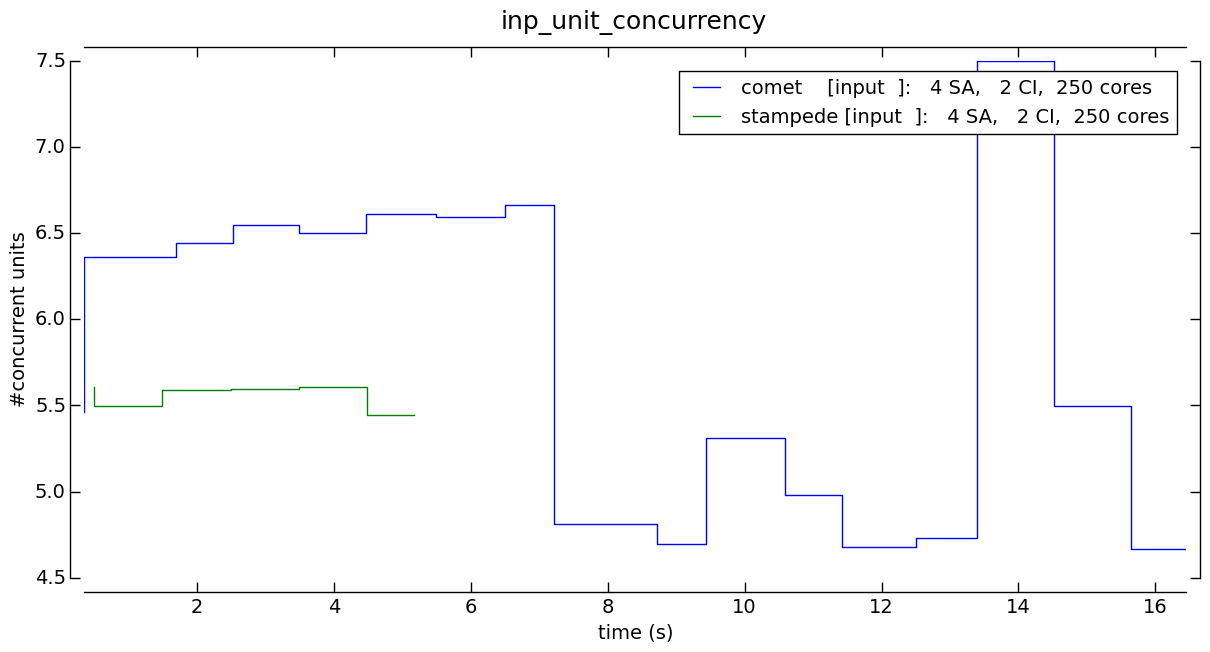 inp_unit_concurrency
7.5
7.0
6.5
6.0
5.5
5.0
4.5
#concurrent units
comet [input ]: 4 SA, 2 CI, 250 cores
stampede [input ]: 4 SA, 2 CI, 250 cores
2 4 6 8 10 12 14 16
time (s)